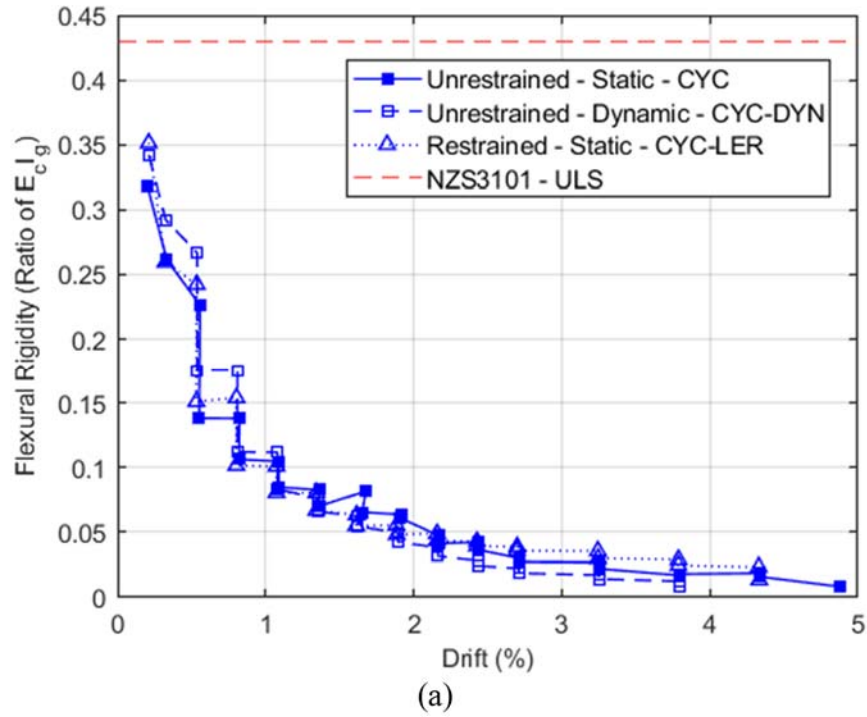 0.45
0.4
0.35
0.3
0.25
0.2
0.15
0.1
0.05
0
Flexural Rigidity (Ratio of EcIg)
Unrestrained - Static - CYC
Unrestrained - Dynamic - CYC-DYN
Restrained - Static - CYC-LER
NZS3101 - ULS
0 1 2 3 4 5
Drift (%)
(a)